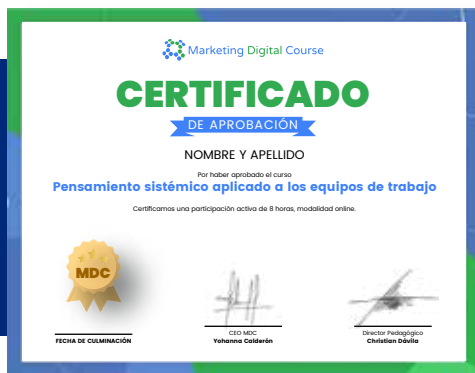 Marketing Digital Course
CERTIFICADO
DE APROBACIÓN
NOMBRE Y APELLIDO
Por haber aprobado el curso
Pensamiento sistémico aplicado a los equipos de trabajo
Certificamos una participación activa de 8 horas, modalidad online.
MDC
FECHA DE CULMINACIÓN
CEO MDC
Yohanna Calderón
Director Pedagógico
Christian Dávila